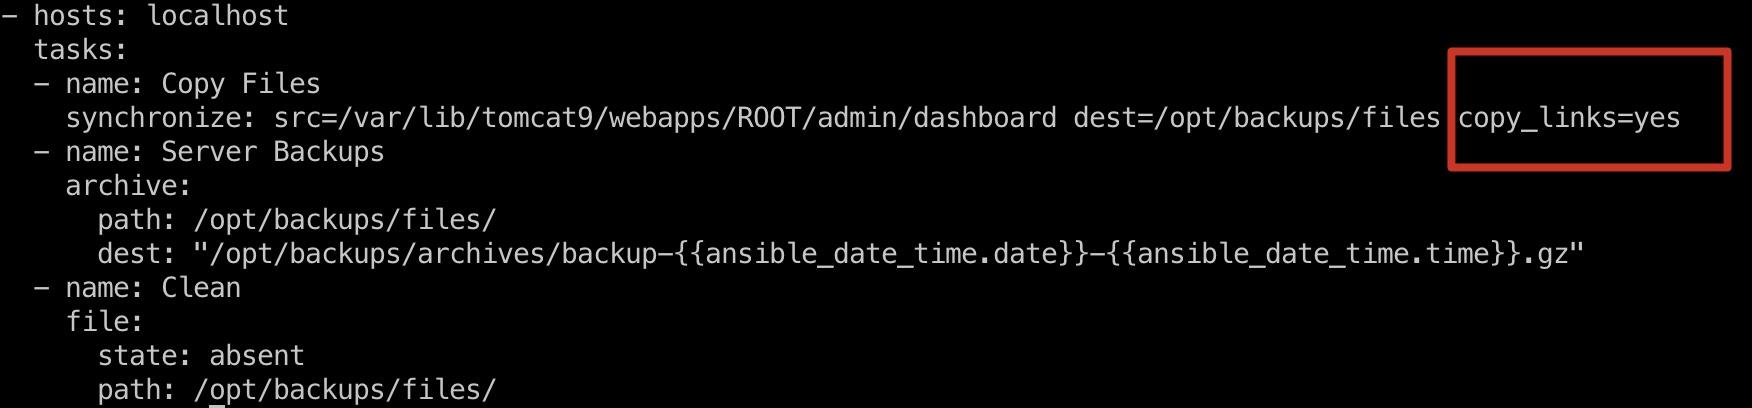 - hosts: localhost
  tasks:
  - name: Copy Files
    synchronize: src=/var/lib/tomcat9/webapps/ROOT/admin/dashboard dest=/opt/backups/files copy_links=yes
  - name: Server Backups
    archive:
      path: /opt/backups/files/
      dest: "/opt/backups/archives/backup-{{ansible_date_time.date}}-{{ansible_date_time.time}}.gz"
  - name: Clean
    file:
      state: absent
      path: /opt/backups/files/